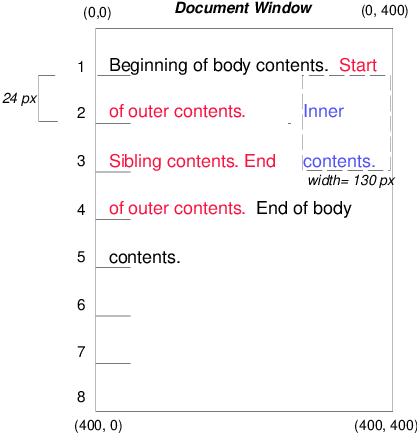 Document Window
(0,0) (0, 400)
1 Beginning of body contents. Start
24 px
2 of outer contents. Inner
3 Sibling contents. End contents.
width= 130 px
4 of outer contents. End of body
5 contents.
6
7
8
(400, 0) (400, 400)